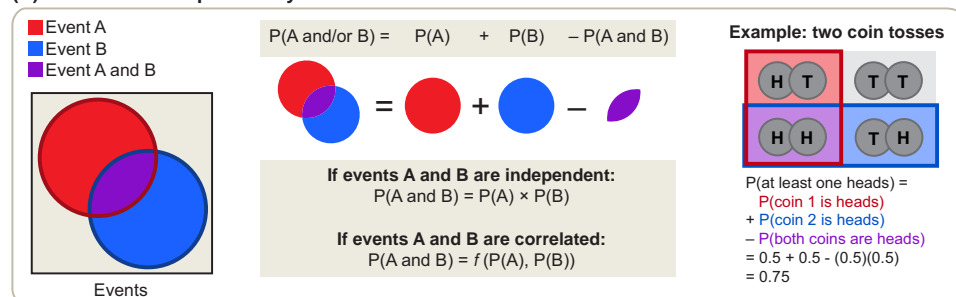 Event A
Event B
Event A and B
Events
P(A and/or B) = P(A) + P(B) – P(A and B)
= + –
If events A and B are independent:
P(A and B) = P(A) × P(B)
If events A and B are correlated:
P(A and B) = f (P(A), P(B))
Example: two coin tosses
H T T T
H H T H
P(at least one heads) =
P(coin 1 is heads)
+ P(coin 2 is heads)
– P(both coins are heads)
= 0.5 + 0.5 - (0.5)(0.5)
= 0.75